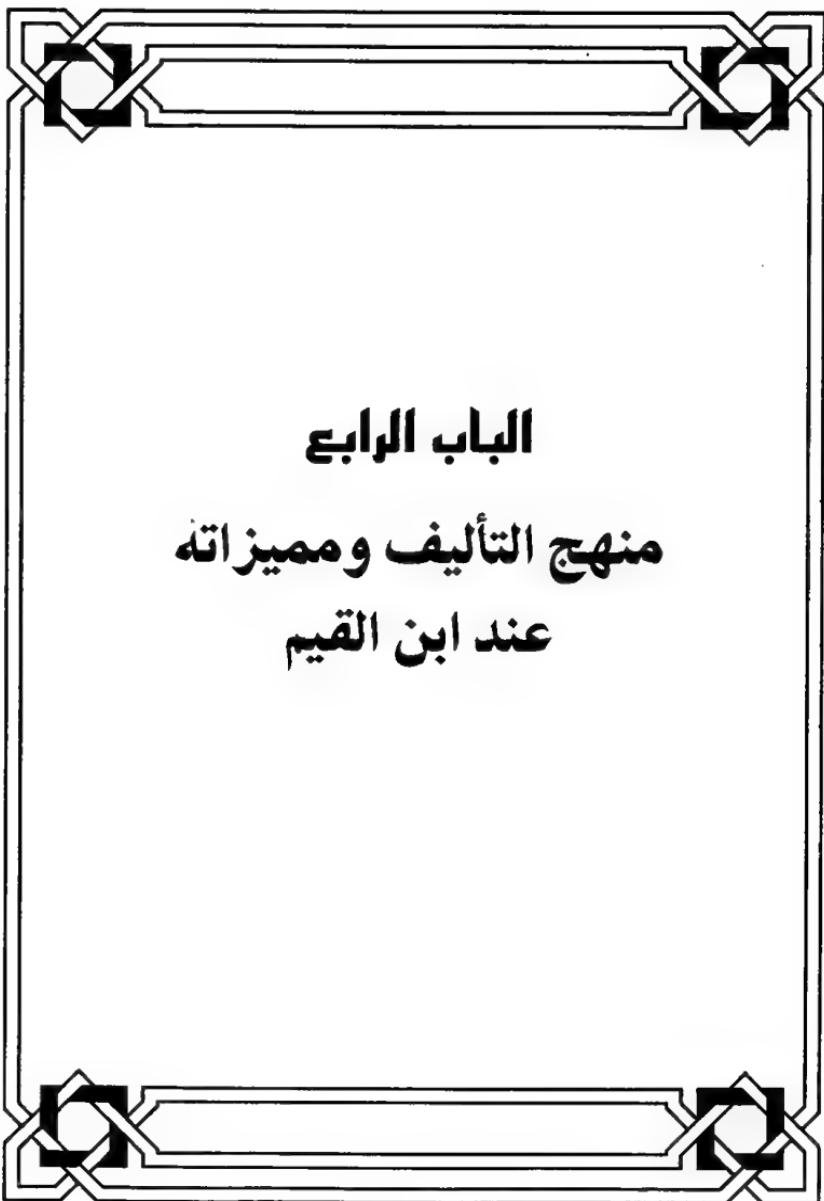 الباب الرابع
منهج التأليف ومميزاته
عند ابن القيم